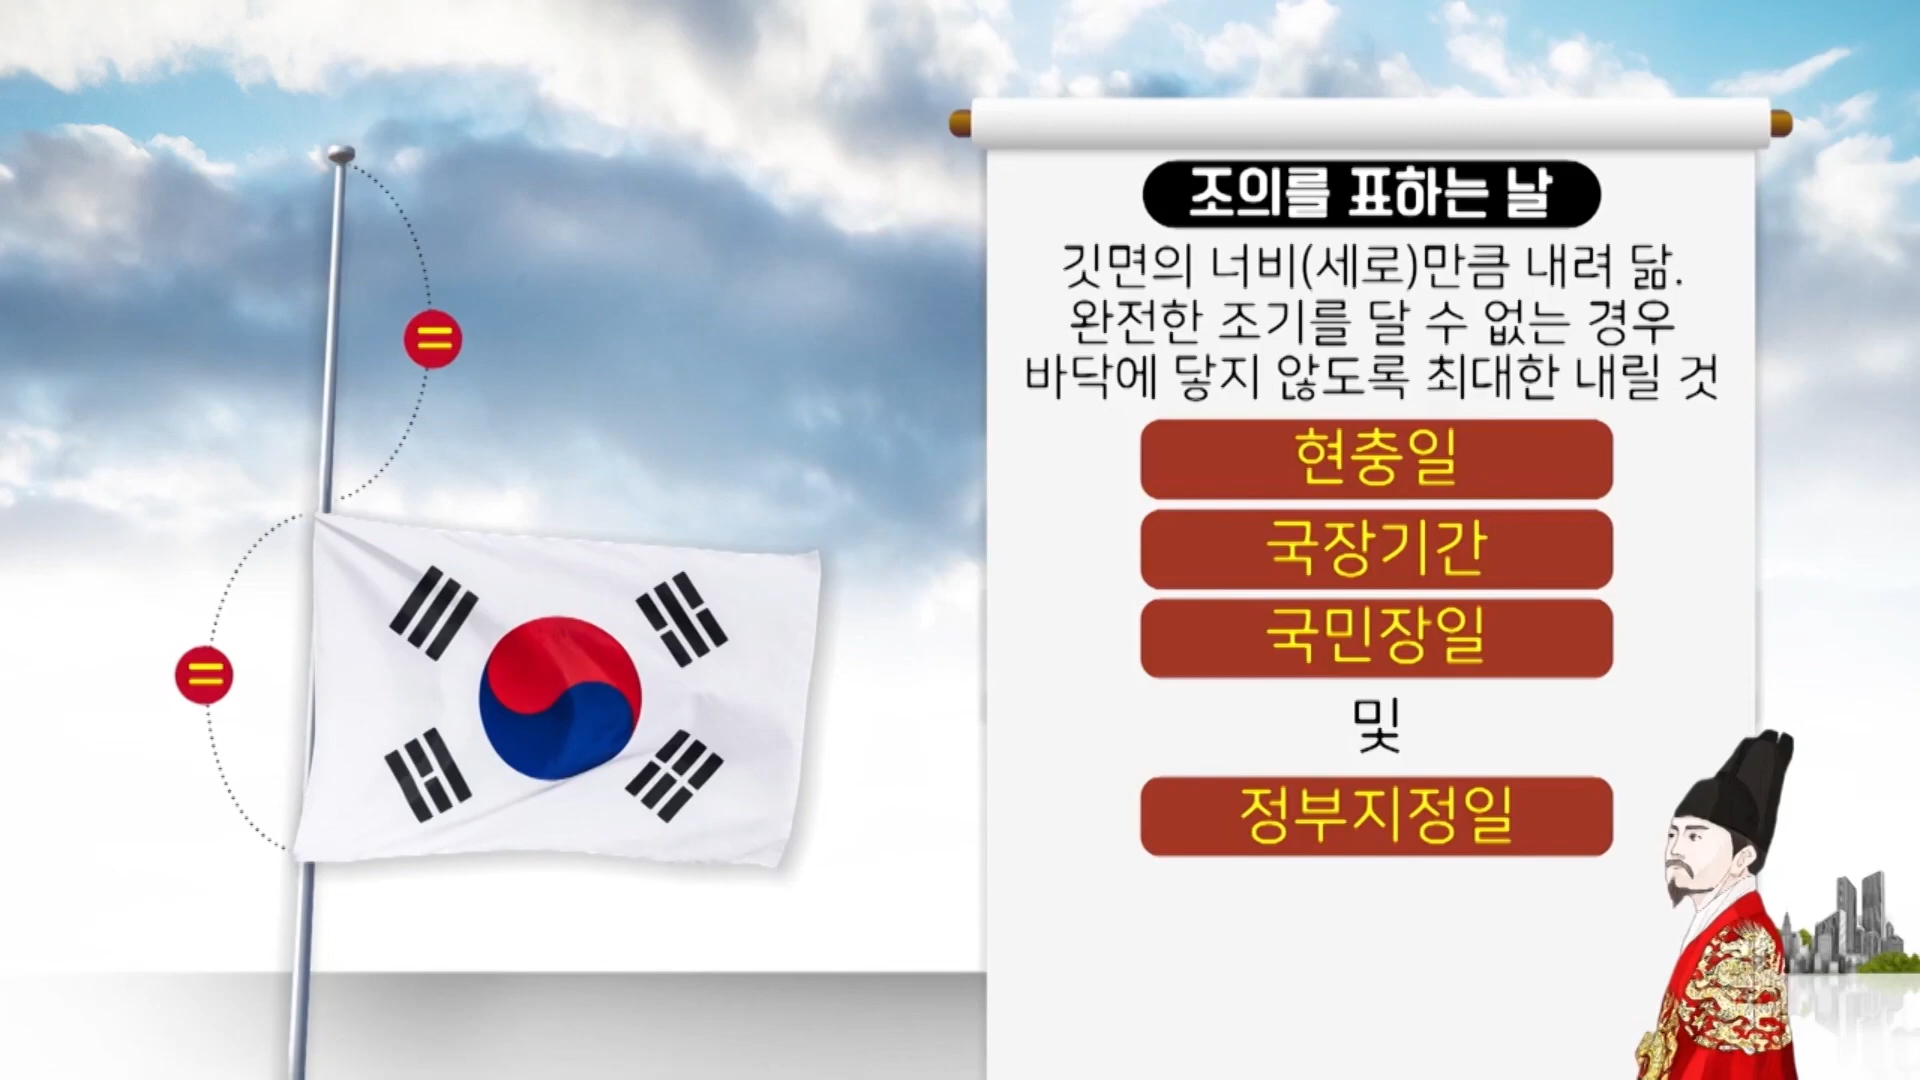 조의를 표하는 날
깃면의 너비(세로)만큼 내려 닮.
완전한 조기를 달 수 없는 경우
바닥에 닿지 않도록 최대한 내릴 것
현충일
국장기간
국민장일
및
정부지정일
=
=